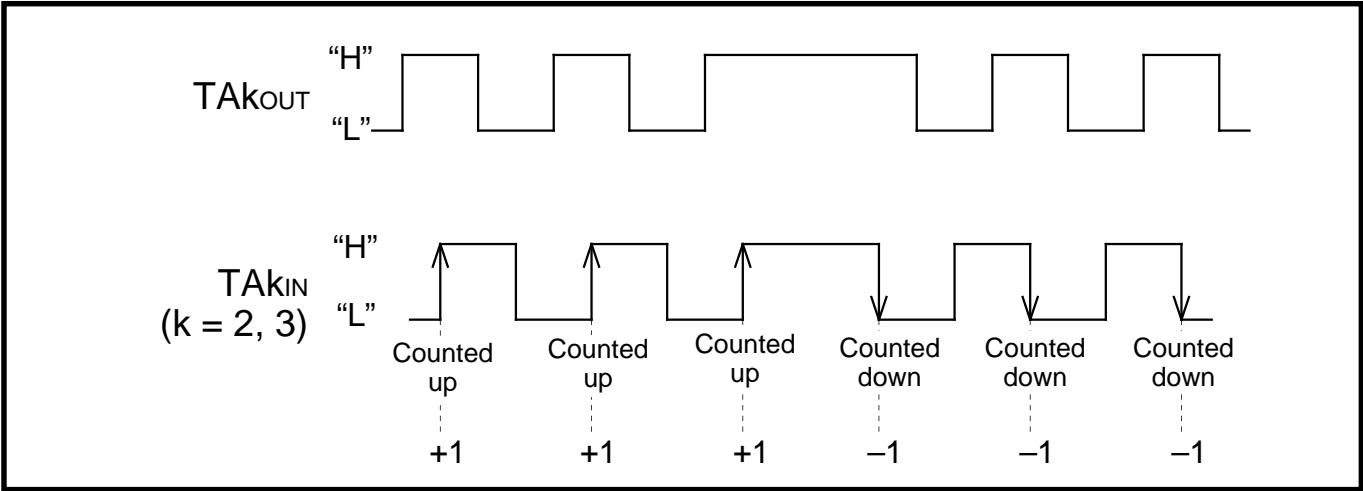 “H”
TAkOUT
“L”
“H”
TAkIN
(k = 2, 3)
“L”
Counted up
Counted up
Counted up
Counted down
Counted down
Counted down
+1
+1
+1
–1
–1
–1